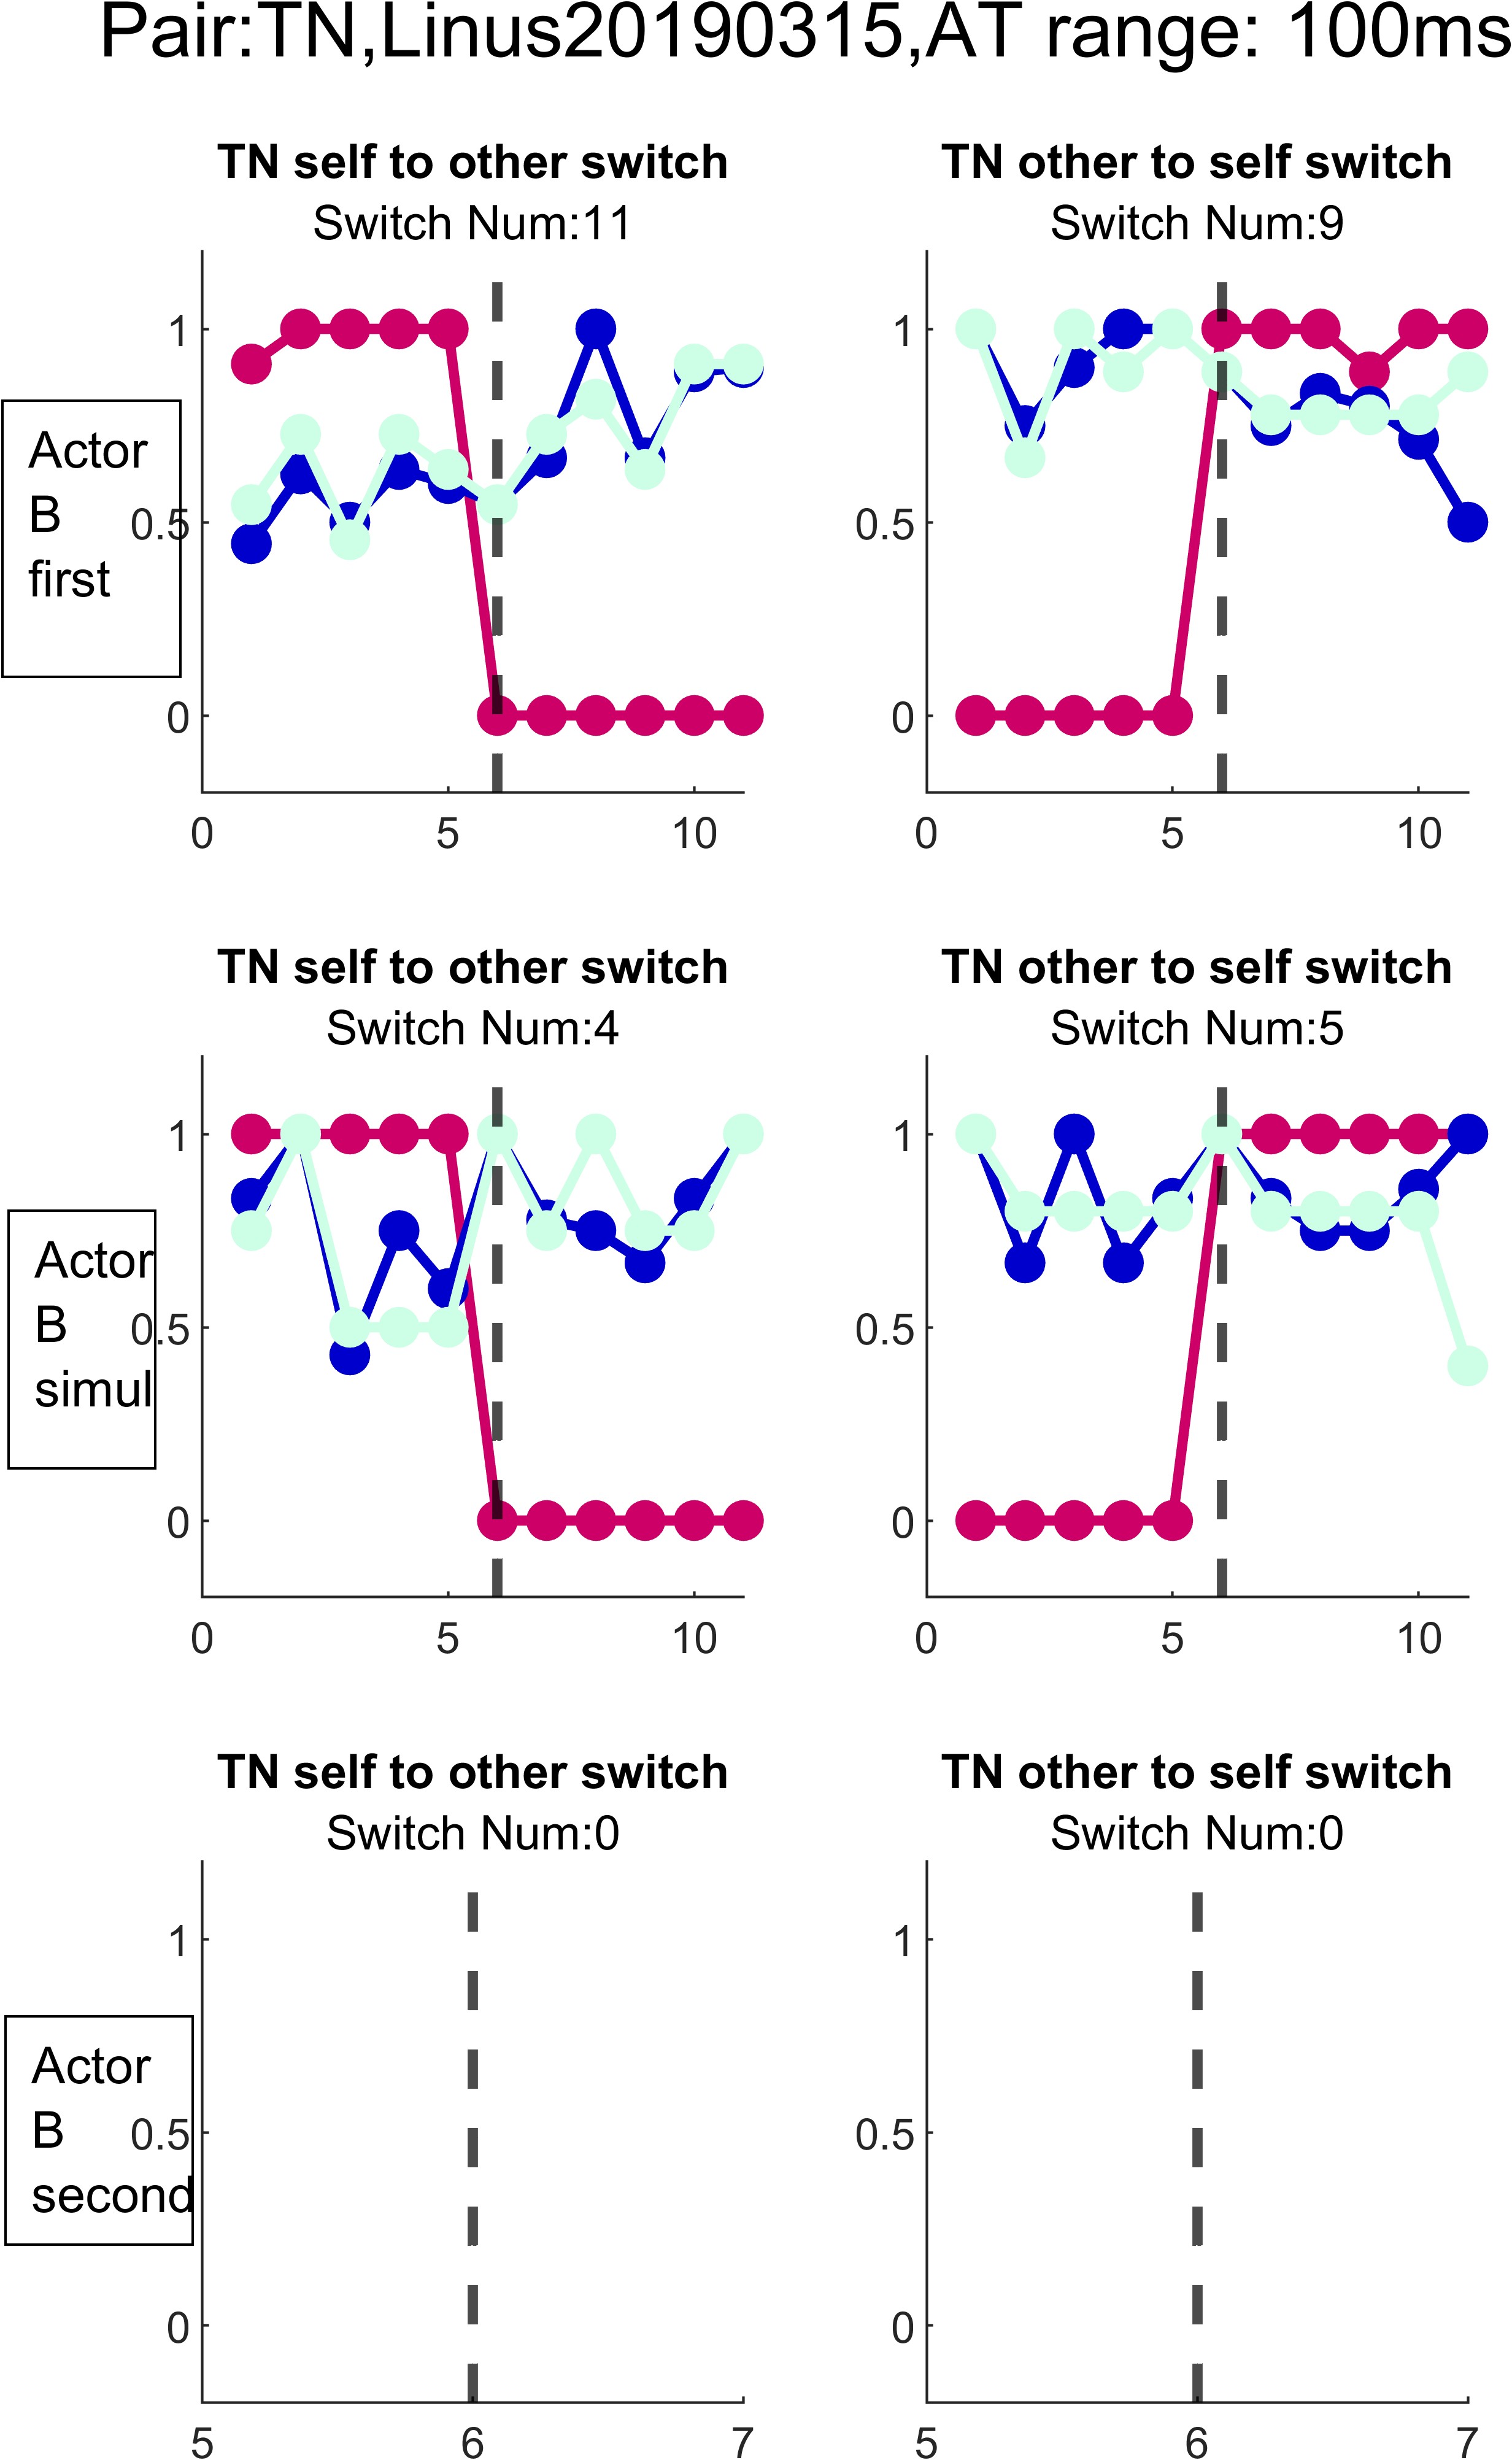 Pair:TN,Linus20190315,AT range: 100ms
TN self to other switch
Switch Num:11
1
0.5
0
0 5 10
TN other to self switch
Switch Num:9
1
0.5
0
0 5 10
Actor
B
first
TN self to other switch
Switch Num:4
1
0.5
0
0 5 10
TN other to self switch
Switch Num:5
1
0.5
0
0 5 10
Actor
B
simul
TN self to other switch
Switch Num:0
1
0.5
0
5 6 7
TN other to self switch
Switch Num:0
1
0.5
0
5 6 7
Actor
B
second